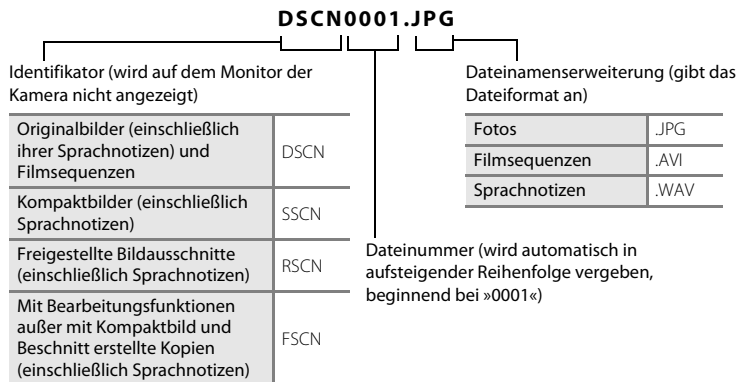 DSCN0001.JPG
Identifikator (wird auf dem Monitor der
Kamera nicht angezeigt)
Originalbilder (einschließlich
ihrer Sprachnotizen) und
Filmsequenzen
DSCN
Kompaktbilder (einschließlich
Sprachnotizen)
SSCN
Freigestellte Bildausschnitte
(einschließlich Sprachnotizen)
RSCN
Mit Bearbeitungsfunktionen
außer mit Kompaktbild und
Beschnitt erstellte Kopien
(einschließlich Sprachnotizen)
FSCN
Dateinamenserweiterung (gibt das
Dateiformat an)
Fotos .JPG
Filmsequenzen .AVI
Sprachnotizen .WAV
Dateinummer (wird automatisch in
aufsteigender Reihenfolge vergeben,
beginnend bei »0001«)